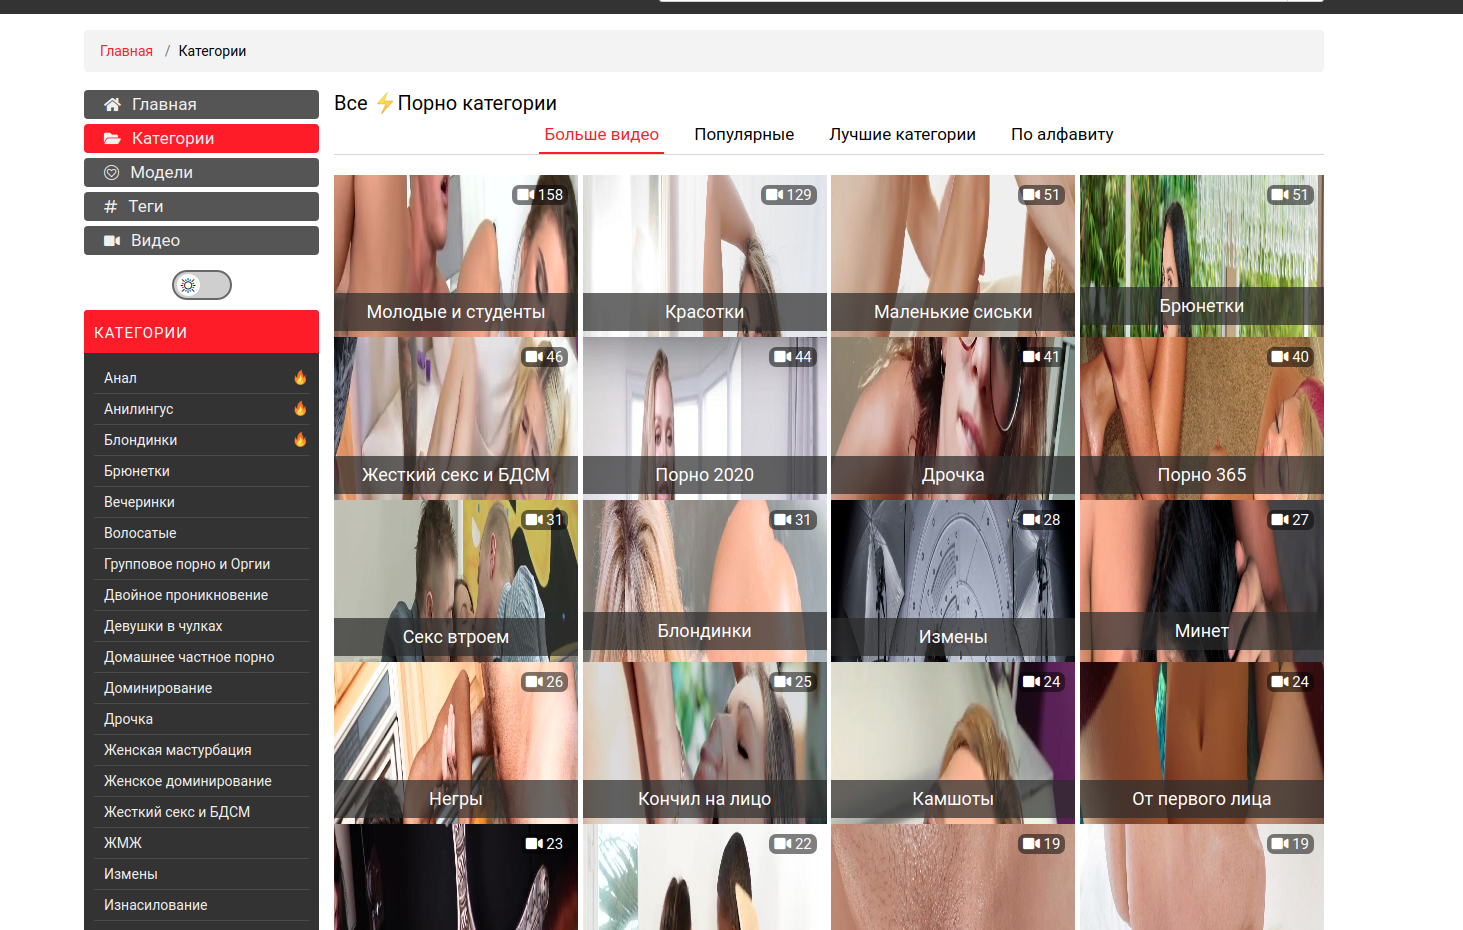 Главная / Категории
Главная
Категории
Модели
Теги
Видео
КАТЕГОРИИ
Анал
Анилингус
Блондинки
Брюнетки
Вечеринки
Волосатые
Групповое порно и Оргии
Двойное проникновение
Девушки в чулках
Домашнее частное порно
Доминирование
Дрочка
Женская мастурбация
Женское доминирование
Жесткий секс и БДСМ
ЖМЖ
Измены
Изнасилование
Все ⚡Порно категории
Больше видео Популярные Лучшие категории По алфавиту
158 129 51 51
Молодые и студенты Красотки Маленькие сиськи Брюнетки
46 44 41 40
Жесткий секс и БДСМ Порно 2020 Дрочка Порно 365
31 31 28 27
Секс втроем Блондинки Измены Минет
26 25 24 24
Негры Кончил на лицо Камшоты От первого лица
23 22 19 19